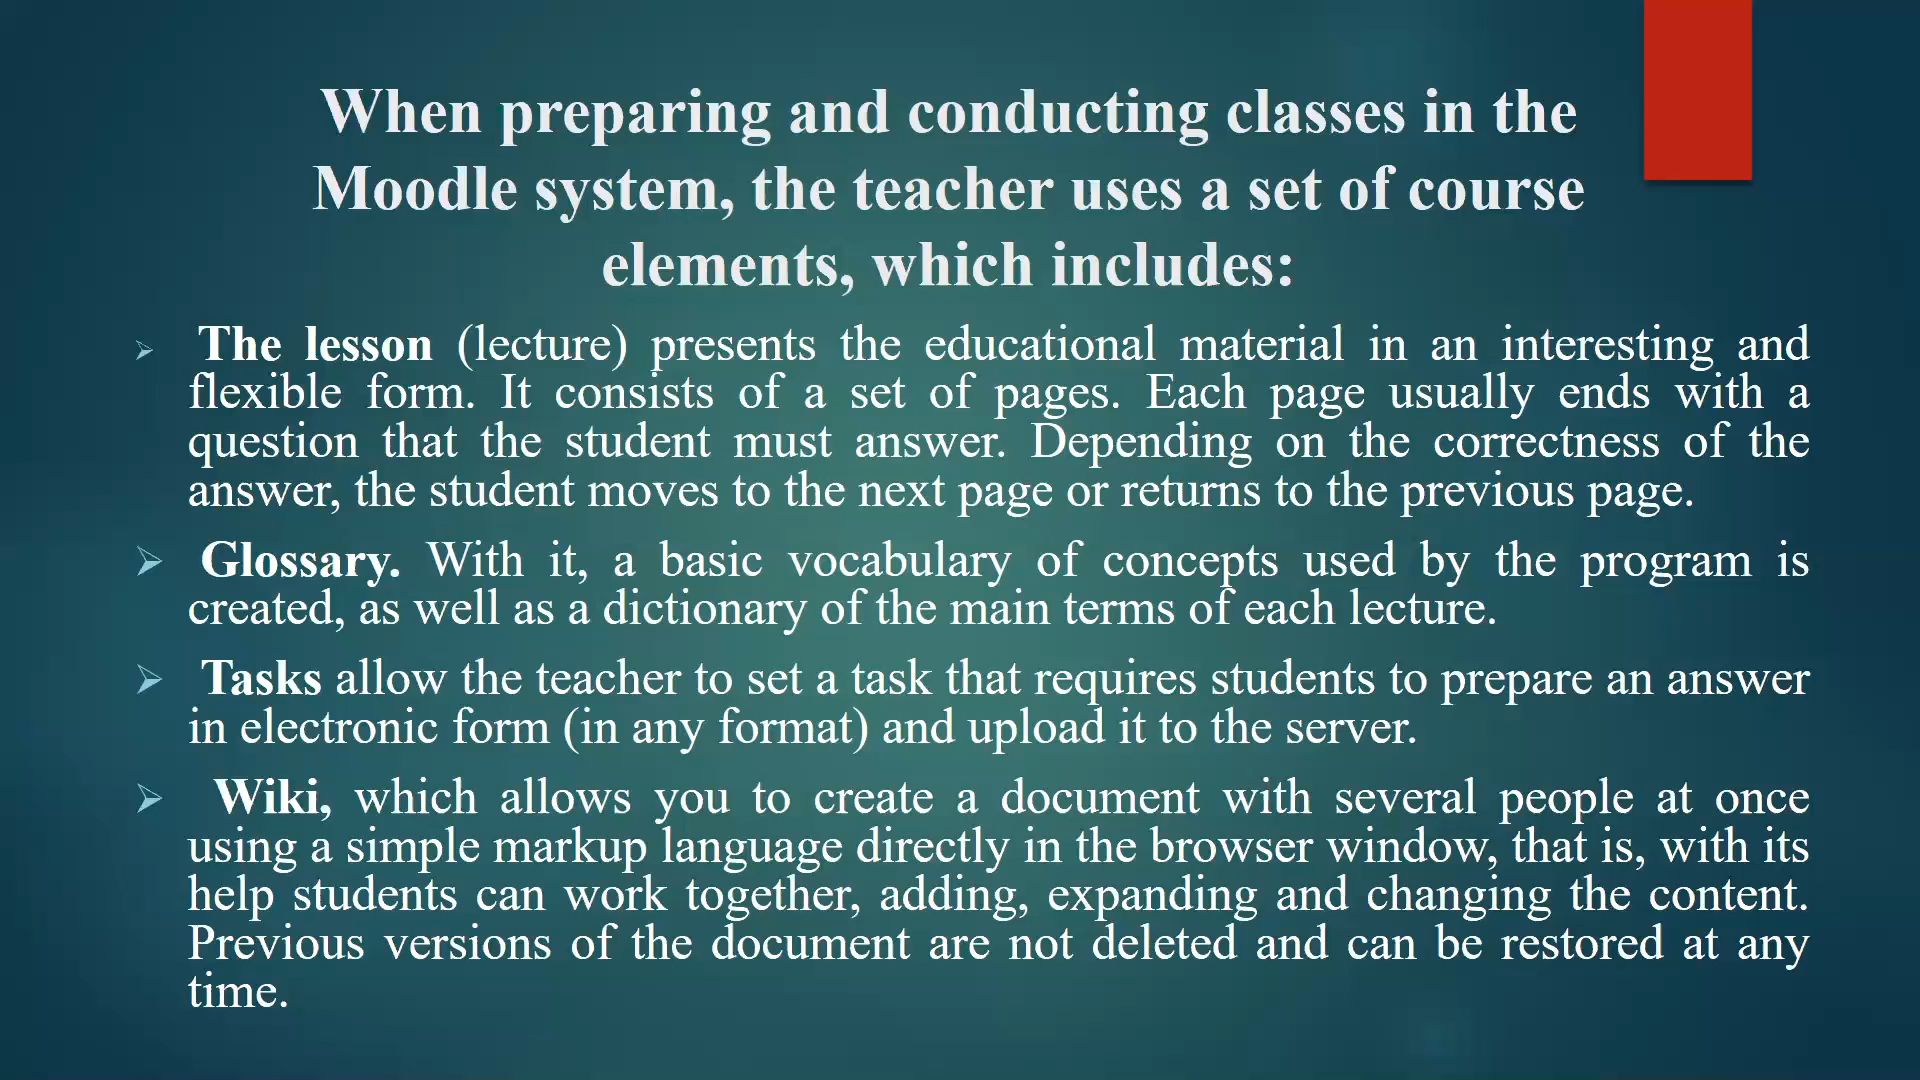 When preparing and conducting classes in the
Moodle system, the teacher uses a set of course
elements, which includes:
The lesson (lecture) presents the educational material in an interesting and
flexible form. It consists of a set of pages. Each page usually ends with a
question that the student must answer. Depending on the correctness of the
answer, the student moves to the next page or returns to the previous page.
Glossary. With it, a basic vocabulary of concepts used by the program is
created, as well as a dictionary of the main terms of each lecture.
Tasks allow the teacher to set a task that requires students to prepare an answer
in electronic form (in any format) and upload it to the server.
Wiki, which allows you to create a document with several people at once
using a simple markup language directly in the browser window, that is, with its
help students can work together, adding, expanding and changing the content.
Previous versions of the document are not deleted and can be restored at any
time.